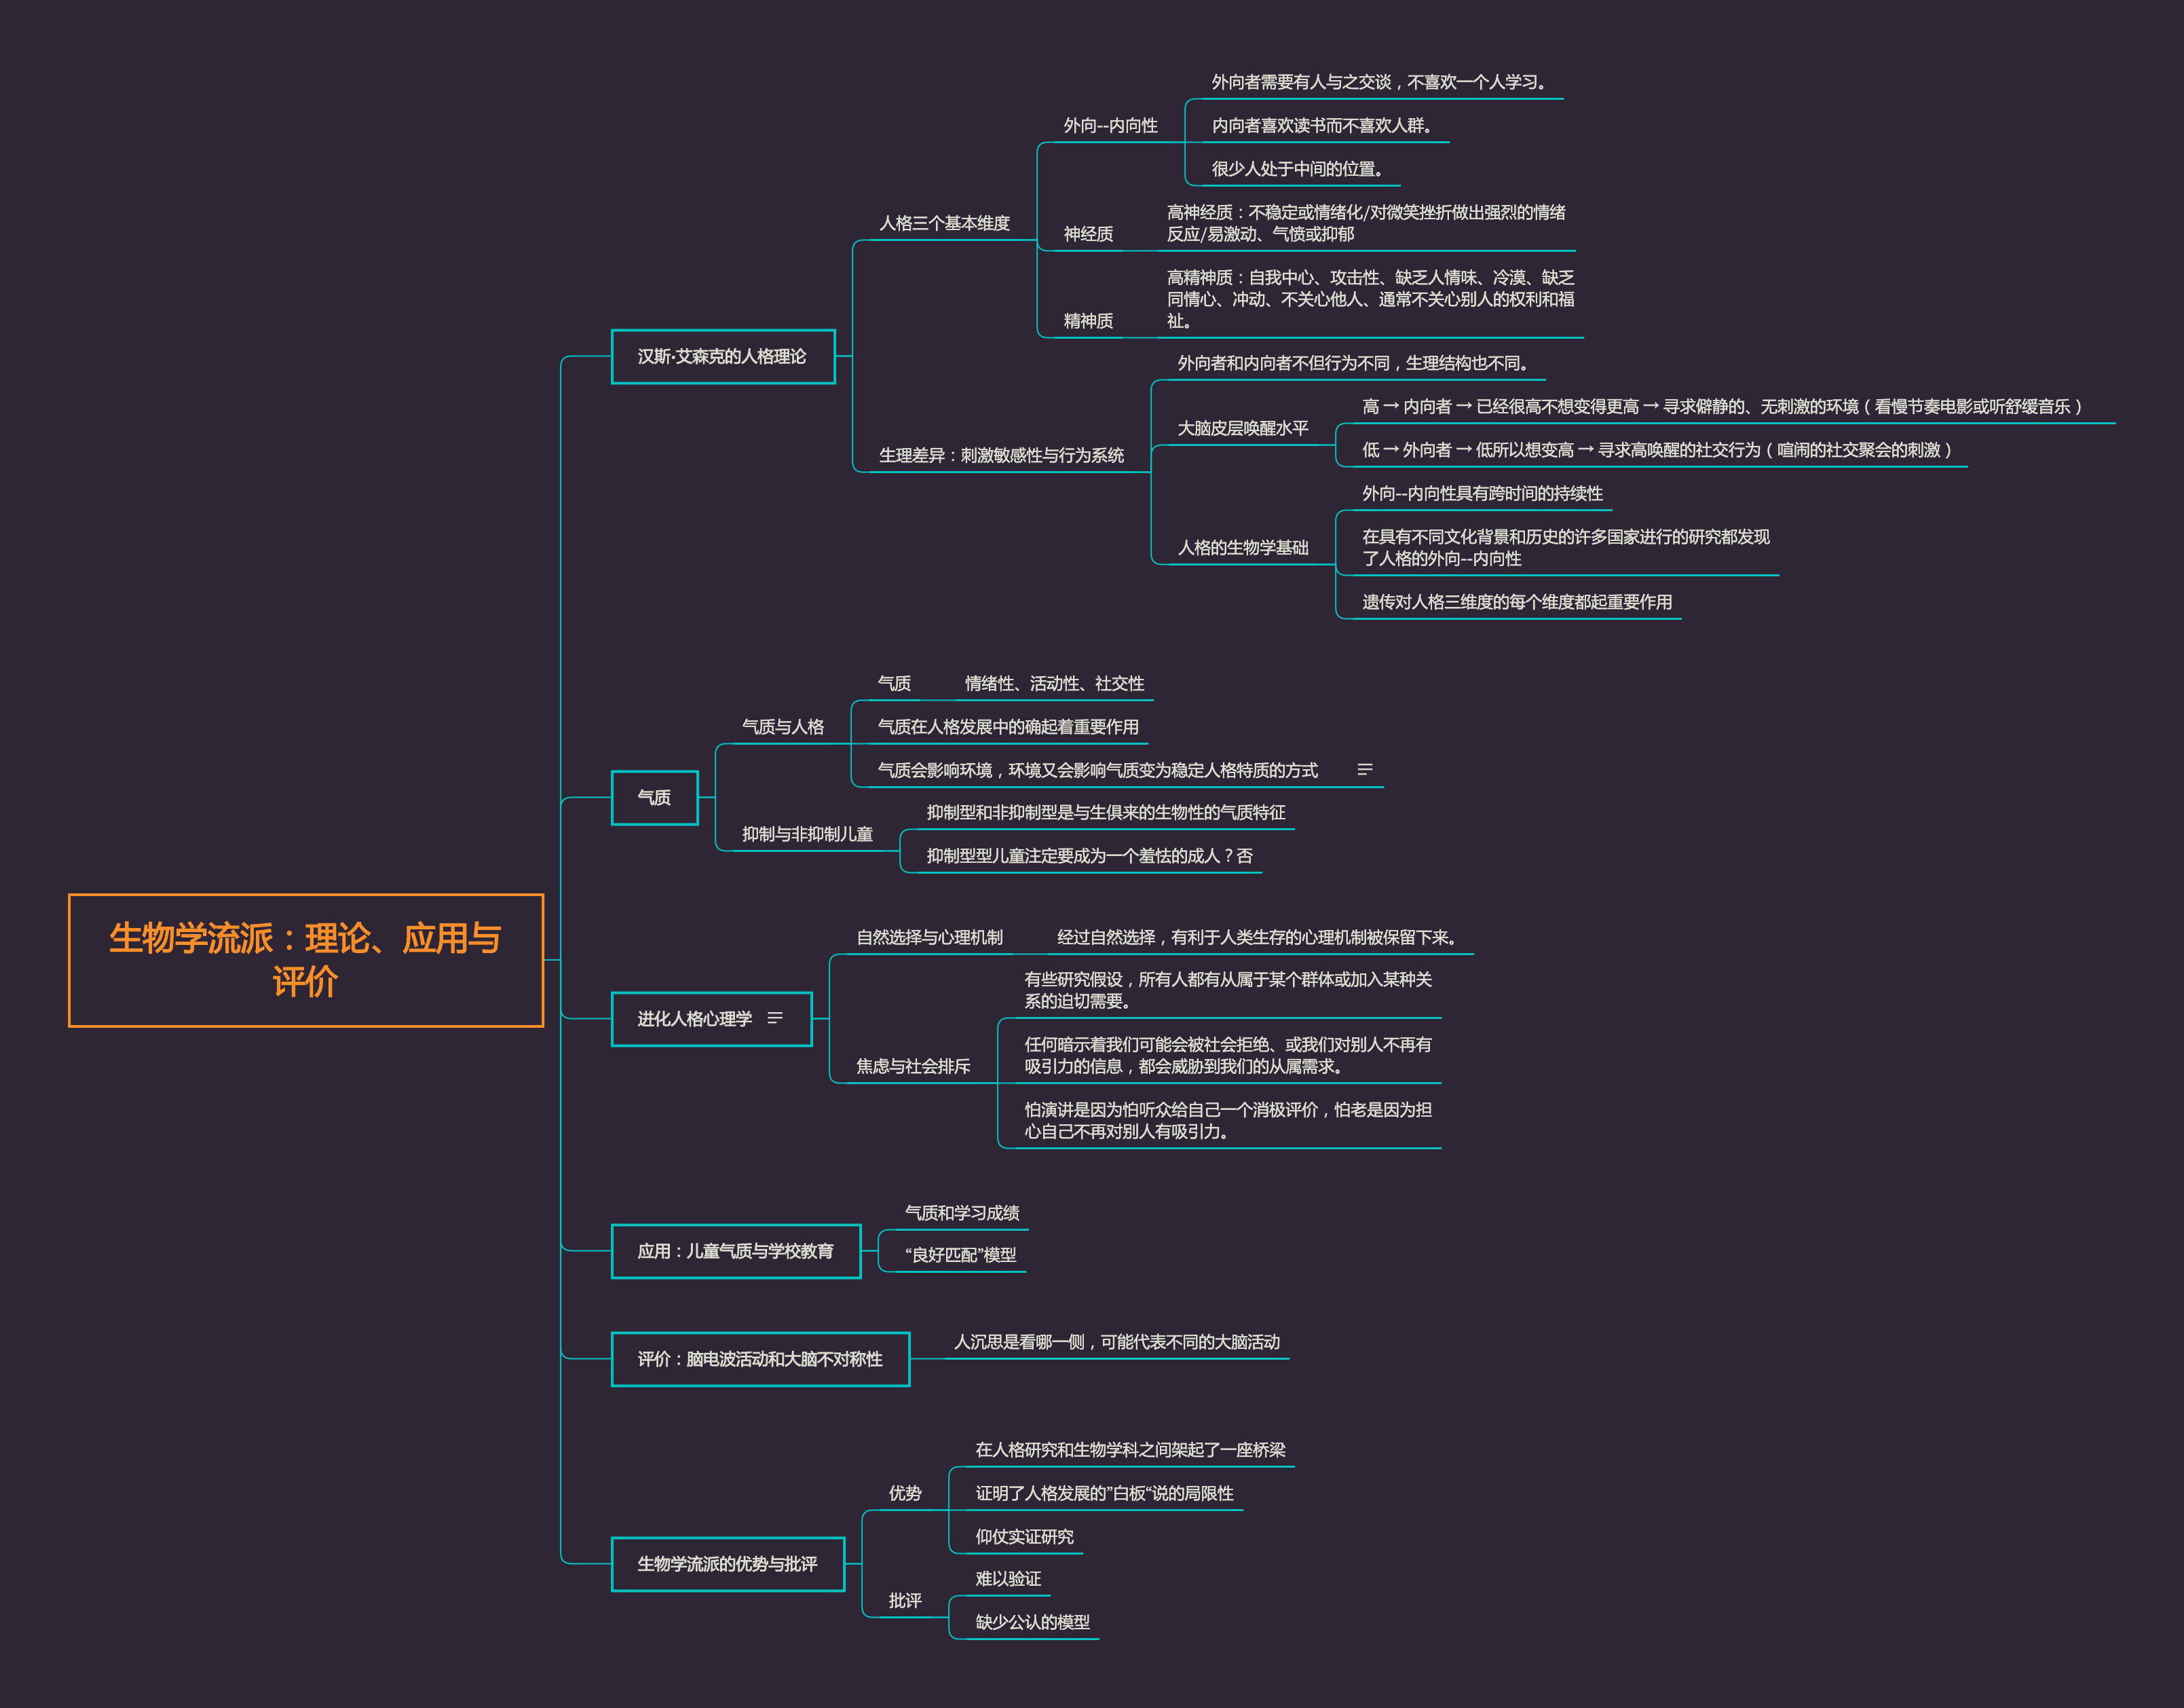 生物学流派：理论、应用与
评价
汉斯·艾森克的人格理论
人格三个基本维度
外向--内向性
外向者需要有人与之交谈，不喜欢一个人学习。
内向者喜欢读书而不喜欢人群。
很少人处于中间的位置。
神经质
高神经质：不稳定或情绪化/对微笑挫折做出强烈的情绪
反应/易激动、气愤或抑郁
精神质
高精神质：自我中心、攻击性、缺乏人情味、冷漠、缺乏
同情心、冲动、不关心他人、通常不关心别人的权利和福
祉。
生理差异：刺激敏感性与行为系统
外向者和内向者不但行为不同，生理结构也不同。
大脑皮层唤醒水平
高 → 内向者 → 已经很高不想变得更高 → 寻求僻静的、无刺激的环境（看慢节奏电影或听舒缓音乐）
低 → 外向者 → 低所以想变高 → 寻求高唤醒的社交行为（喧闹的社交聚会的刺激）
人格的生物学基础
外向--内向性具有跨时间的持续性
在具有不同文化背景和历史的许多国家进行的研究都发现
了人格的外向--内向性
遗传对人格三维度的每个维度都起重要作用
气质
气质与人格
气质
情绪性、活动性、社交性
气质在人格发展中的确起着重要作用
气质会影响环境，环境又会影响气质变为稳定人格特质的方式
抑制与非抑制儿童
抑制型和非抑制型是与生俱来的生物性的气质特征
抑制型型儿童注定要成为一个羞怯的成人？否
进化人格心理学
自然选择与心理机制
经过自然选择，有利于人类生存的心理机制被保留下来。
焦虑与社会排斥
有些研究假设，所有人都有从属于某个群体或加入某种关
系的迫切需要。
任何暗示着我们可能会被社会拒绝、或我们对别人不再有
吸引力的信息，都会威胁到我们的从属需求。
怕演讲是因为怕听众给自己一个消极评价，怕老是因为担
心自己不再对别人有吸引力。
应用：儿童气质与学校教育
气质和学习成绩
“良好匹配”模型
评价：脑电波活动和大脑不对称性
人沉思是看哪一侧，可能代表不同的大脑活动
生物学流派的优势与批评
优势
在人格研究和生物学科之间架起了一座桥梁
证明了人格发展的”白板“说的局限性
仰仗实证研究
批评
难以验证
缺少公认的模型